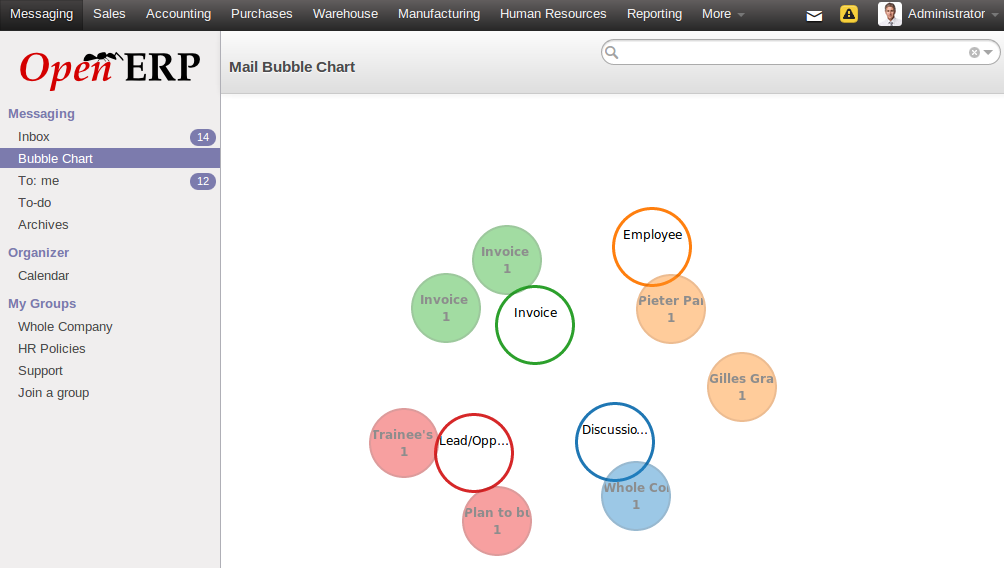 Messaging Sales Accounting Purchases Warehouse Manufacturing Human Resources Reporting More Administrator
Open ERP
Mail Bubble Chart
Messaging
Inbox 14
Bubble Chart
To: me 12
To-do
Archives
Organizer
Calendar
My Groups
Whole Company
HR Policies
Support
Join a group
Employee
Invoice
1
Pieter Par
1
Invoice
1
Invoice
Gilles Gra
1
Trainee's
1
Lead/Opp...
Discussio...
Whole Co
1
Plan to bu
1